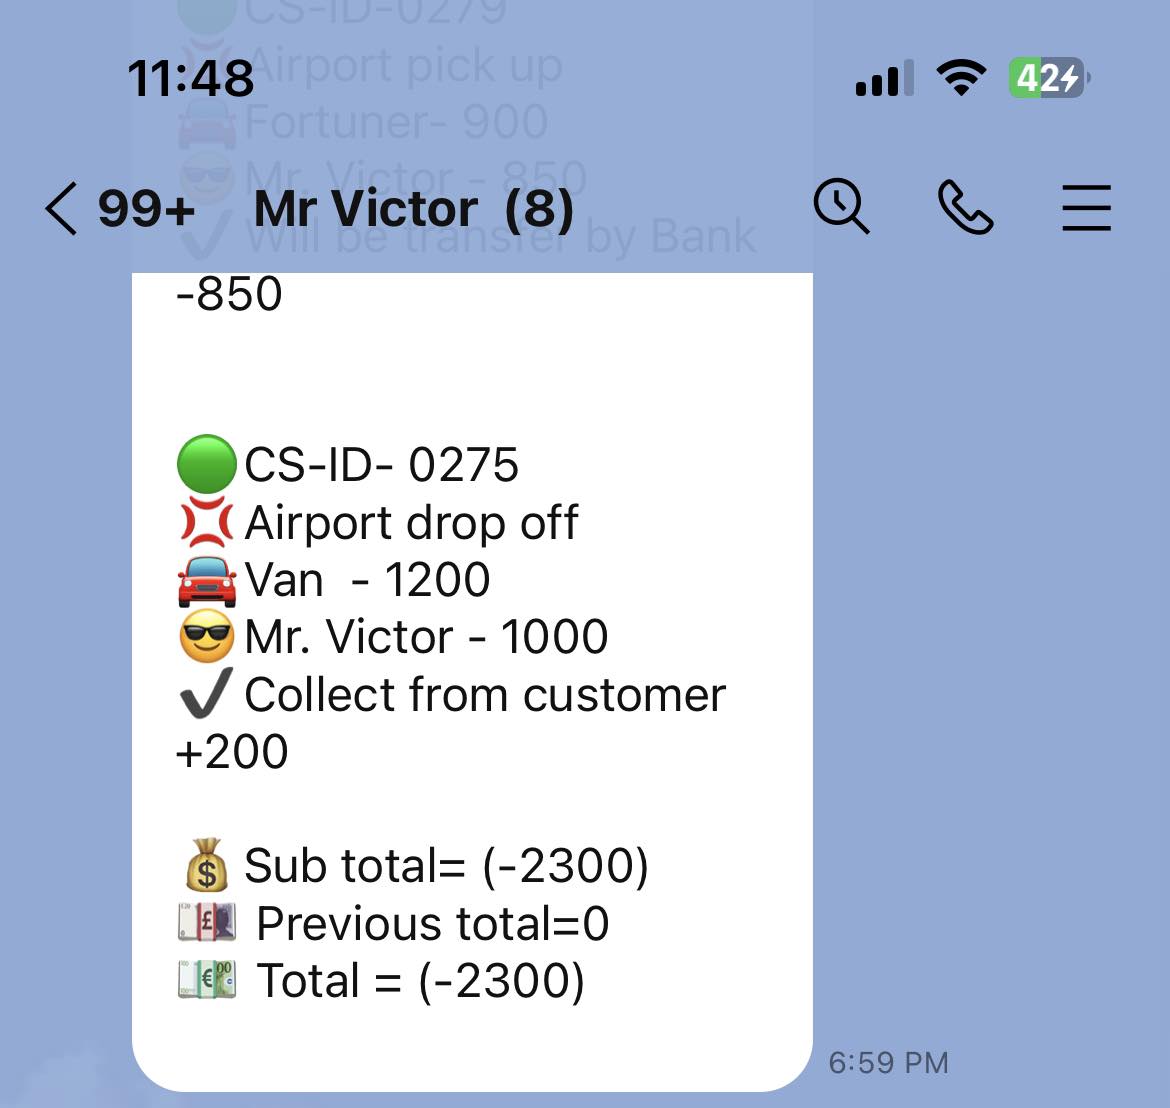 CS-ID-0279
Airport pick up
11:48
42
Fortuner- 900
Mr. Victor - 850
99+ Mr Victor (8)
Will be transfer by Bank
-850
CS-ID- 0275
Airport drop off
Van - 1200
Mr. Victor - 1000
Collect from customer
+200
Sub total= (-2300)
Previous total=0
Total = (-2300)
6:59 PM